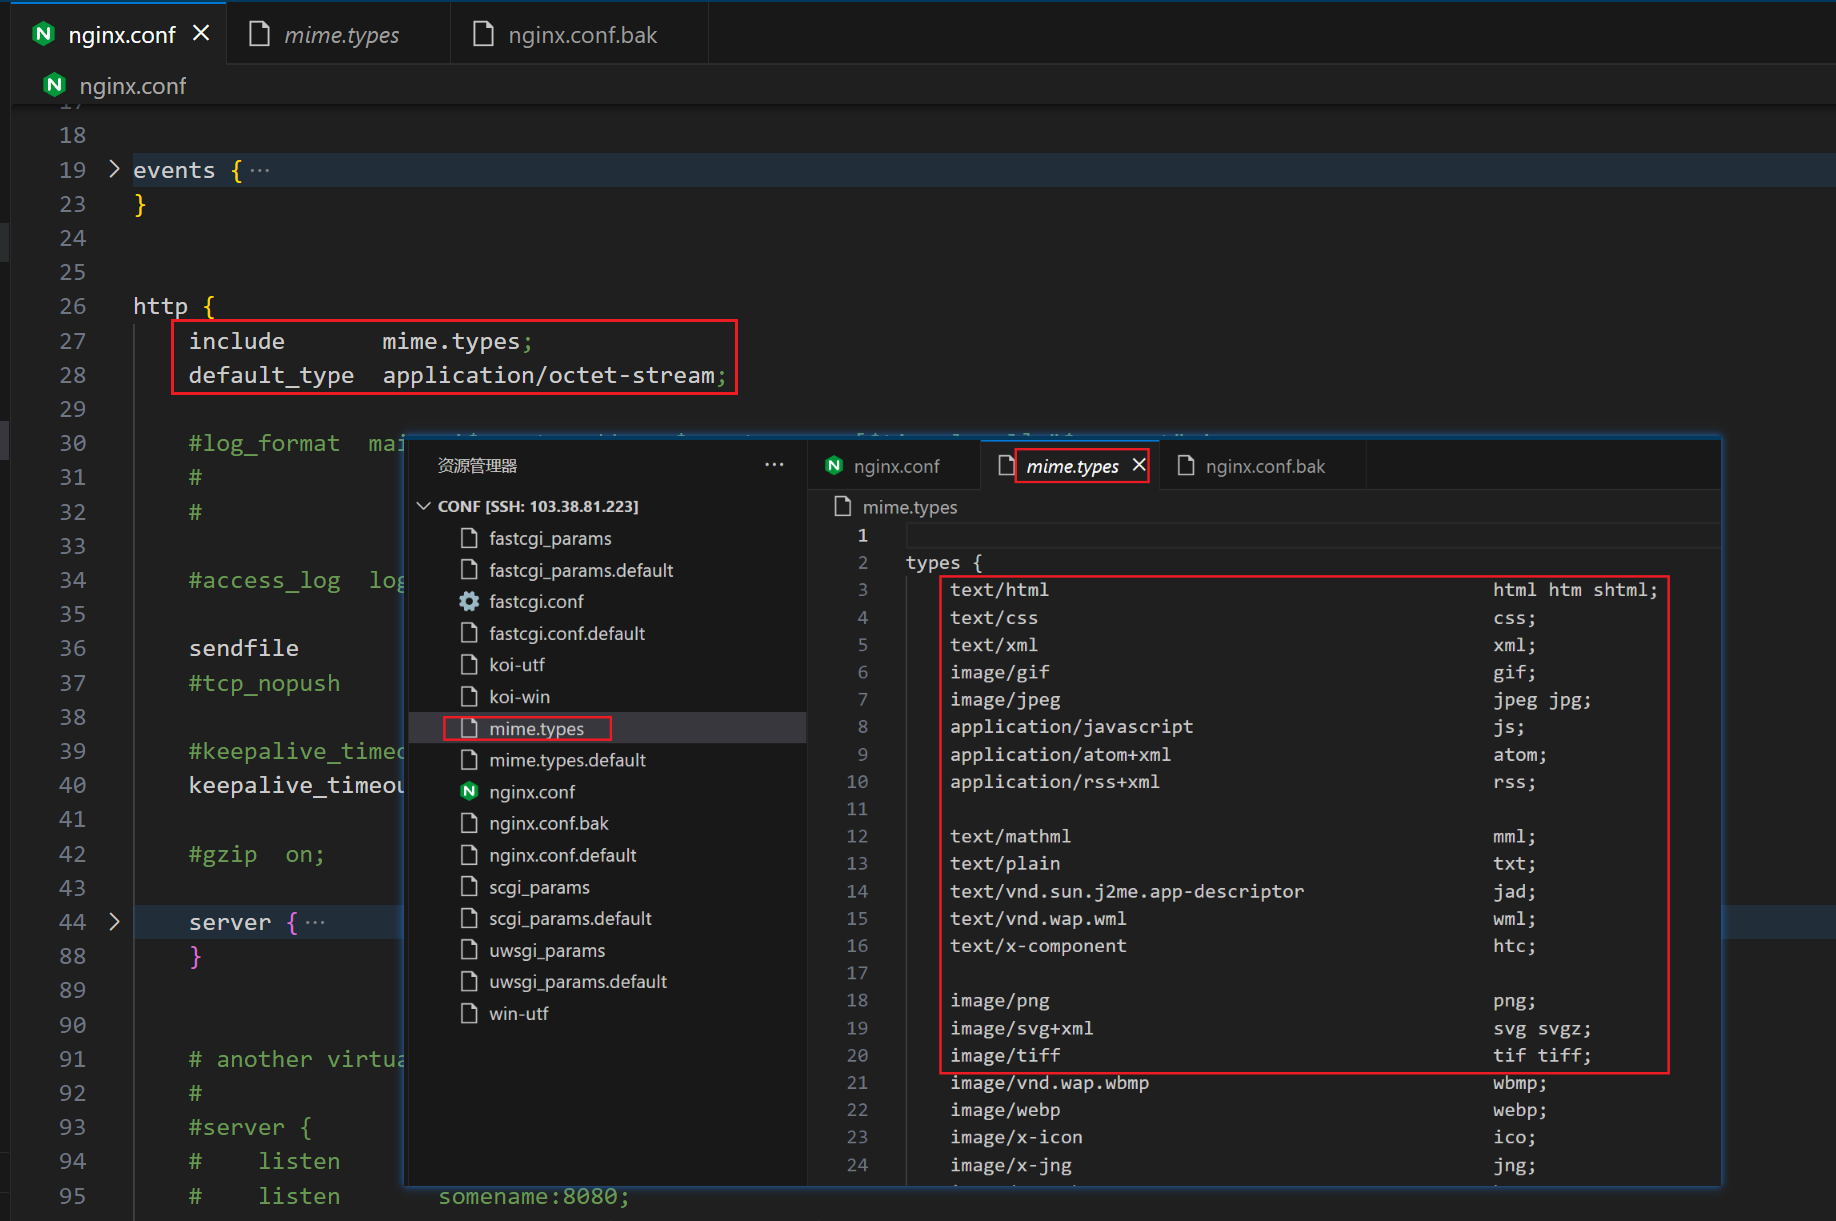 nginx.conf
mime.types
nginx.conf.bak
nginx.conf
18
19 events { ···
23 }
24
25
26 http {
27 include mime.types;
28 default_type application/octet-stream;
29
30 #log_format
31 #
32 #
33
34 #access_log
35
36 sendfile
37 #tcp_nopush
38
39 #keepalive_timeo
40 keepalive_timeou
41
42 #gzip on;
43
44 server { ···
88 }
89
90
91 # another virtua
92 #
93 #server {
94 # listen
95 # listen somename:8080;
资源管理器 ···
CONF [SSH: 103.38.81.223]
fastcgi_params
fastcgi_params.default
fastcgi.conf
fastcgi.conf.default
koi-utf
koi-win
mime.types
mime.types.default
nginx.conf
nginx.conf.bak
nginx.conf.default
scgi_params
scgi_params.default
uwsgi_params
uwsgi_params.default
win-utf
nginx.conf
mime.types
nginx.conf.bak
mime.types
1
2 types {
3 text/html html htm shtml;
4 text/css css;
5 text/xml xml;
6 image/gif gif;
7 image/jpeg jpeg jpg;
8 application/javascript js;
9 application/atom+xml atom;
10 application/rss+xml rss;
11
12 text/mathml mml;
13 text/plain txt;
14 text/vnd.sun.j2me.app-descriptor jad;
15 text/vnd.wap.wml wml;
16 text/x-component htc;
17
18 image/png png;
19 image/svg+xml svg svgz;
20 image/tiff tif tiff;
21 image/vnd.wap.wbmp wbmp;
22 image/webp webp;
23 image/x-icon ico;
24 image/x-jng jng;